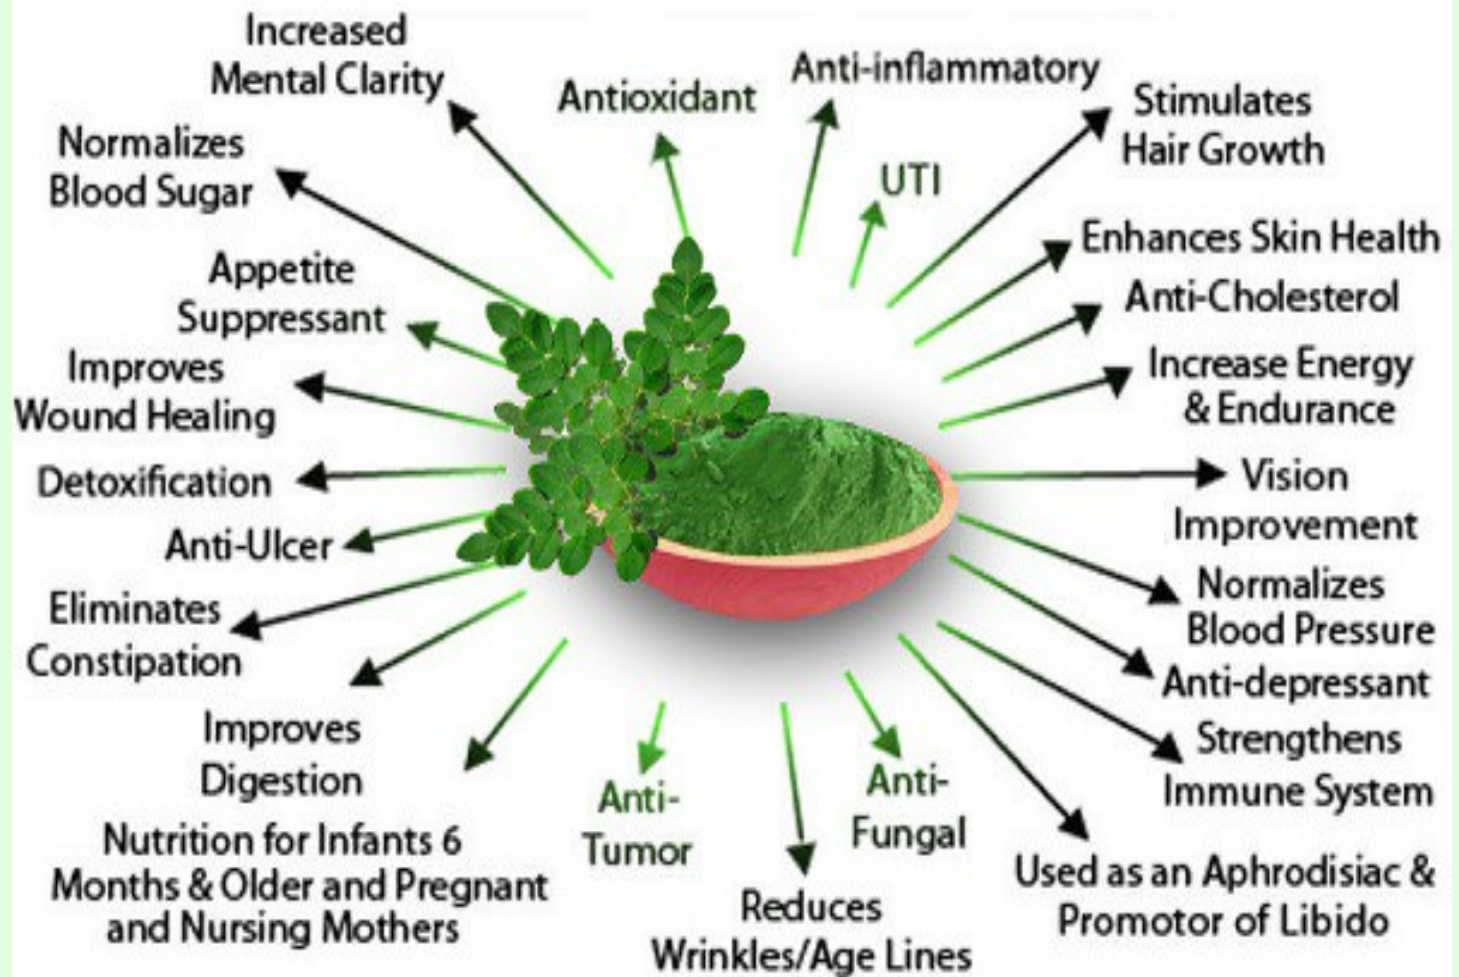 Increased
Mental Clarity
Antioxidant
Anti-inflammatory
Stimulates
Hair Growth
UTI
Normalizes
Blood Sugar
Enhances Skin Health
Appetite
Suppressant
Anti-Cholesterol
Improves
Wound Healing
Increase Energy
& Endurance
Detoxification
Vision
Improvement
Anti-Ulcer
Normalizes
Blood Pressure
Eliminates
Constipation
Anti-depressant
Improves
Digestion
Strengthens
Immune System
Anti-
Tumor
Anti-
Fungal
Nutrition for Infants 6
Months & Older and Pregnant
and Nursing Mothers
Reduces
Wrinkles/Age Lines
Used as an Aphrodisiac &
Promotor of Libido